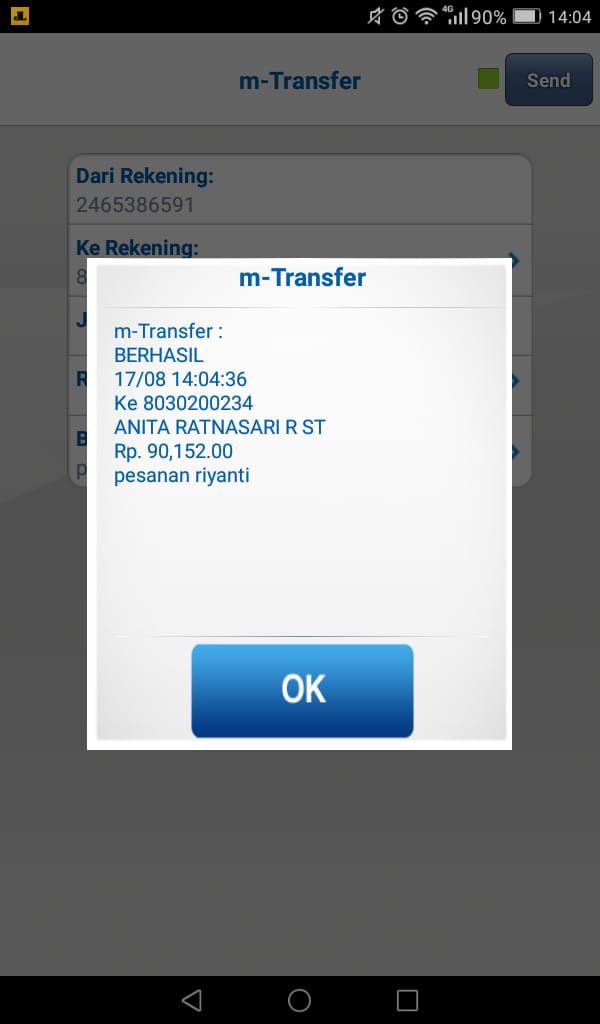 4G 90% 14:04
m-Transfer
Send
Dari Rekening:
2465386591
Ke Rekening:
8
J
R
B
p
m-Transfer
m-Transfer :
BERHASIL
17/08 14:04:36
Ke 8030200234
ANITA RATNASARI R ST
Rp. 90,152.00
pesanan riyanti
OK